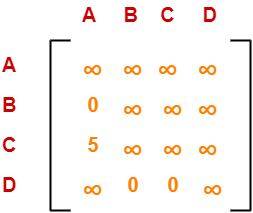 A B C D
A ∞ ∞ ∞ ∞
B 0 ∞ ∞ ∞
C 5 ∞ ∞ ∞
D ∞ 0 0 ∞